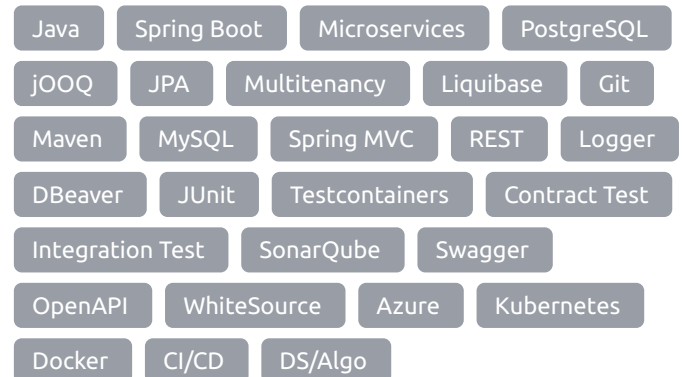 Java Spring Boot Microservices PostgreSQL
jOOQ JPA Multitenancy Liquibase Git
Maven MySQL Spring MVC REST Logger
DBeaver JUnit Testcontainers Contract Test
Integration Test SonarQube Swagger
OpenAPI WhiteSource Azure Kubernetes
Docker CI/CD DS/Algo